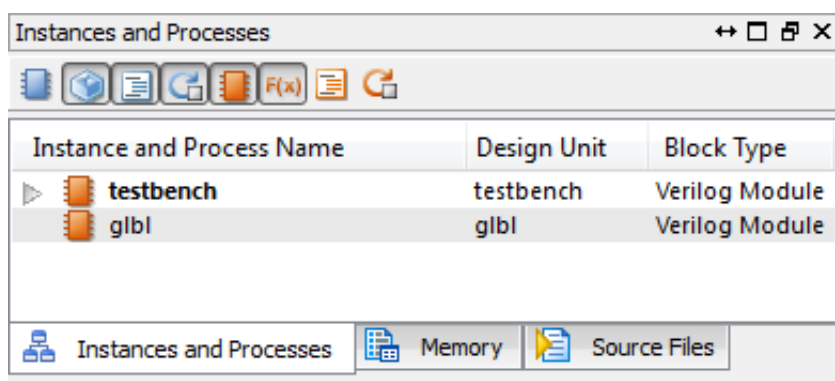 Instances and Processes
F(x)
Instance and Process Name Design Unit Block Type
testbench testbench Verilog Module
glbl glbl Verilog Module
Instances and Processes Memory Source Files